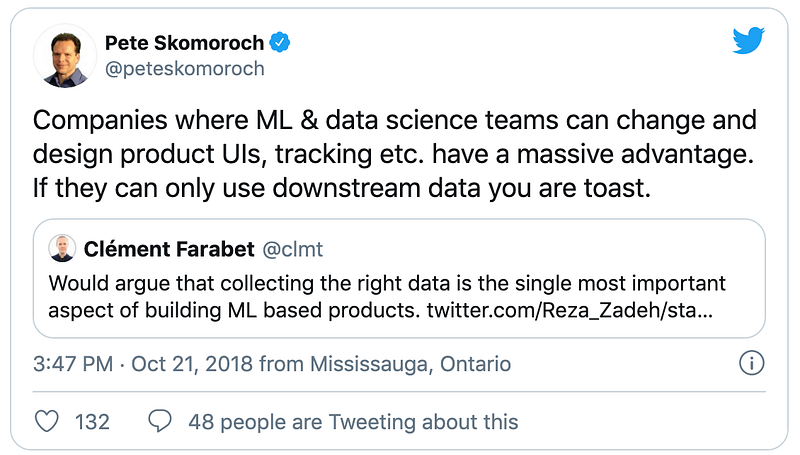 Pete Skomoroch
@peteskomoroch
Companies where ML & data science teams can change and
design product UIs, tracking etc. have a massive advantage.
If they can only use downstream data you are toast.
Clément Farabet @clmt
Would argue that collecting the right data is the single most important
aspect of building ML based products. twitter.com/Reza_Zadeh/sta...
3:47 PM · Oct 21, 2018 from Mississauga, Ontario
132 48 people are Tweeting about this